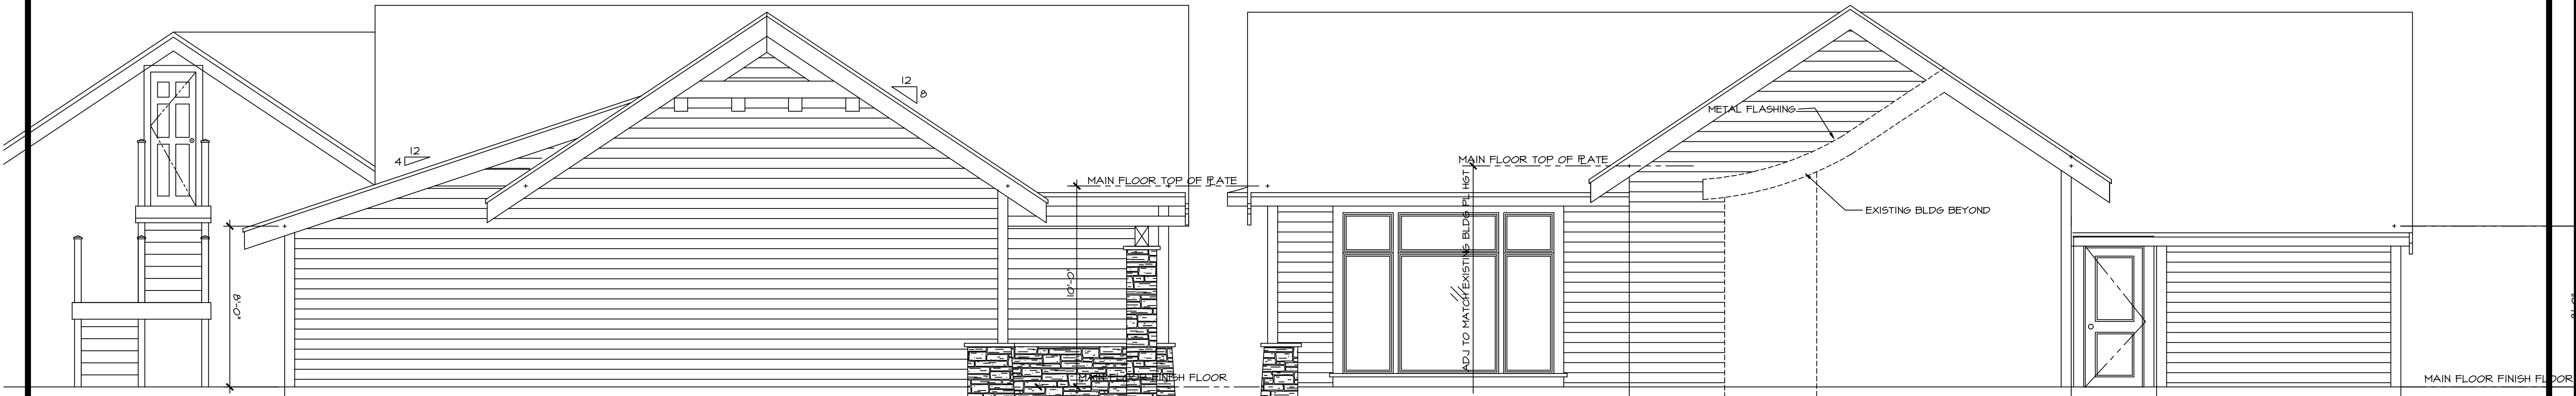 12
8
12
4
8'-0"
MAIN FLOOR TOP OF PLATE
10'-0"
MAIN FLOOR FINISH FLOOR
METAL FLASHING
MAIN FLOOR TOP OF PLATE
EXISTING BLDG BEYOND
ADJ TO MATCH EXISTING BLDG PL HGT
MAIN FLOOR FINISH FLOOR